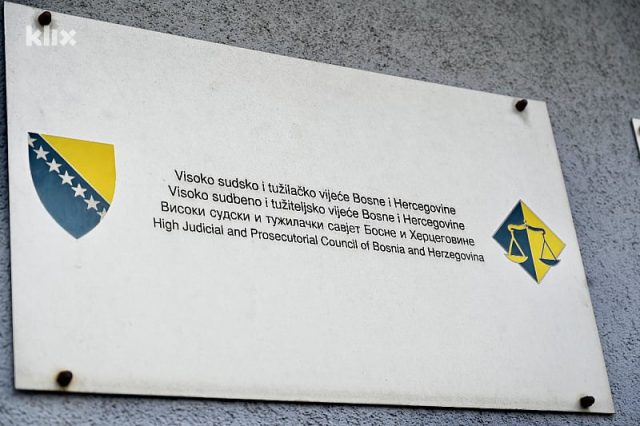 klix
Visoko sudsko i tužilačko vijeće Bosne i Hercegovine
Visoko sudbeno i tužiteljsko vijeće Bosne i Hercegovine
Високи судски и тужилачки савјет Босне и Херцеговине
High Judicial and Prosecutorial Council of Bosnia and Herzegovina